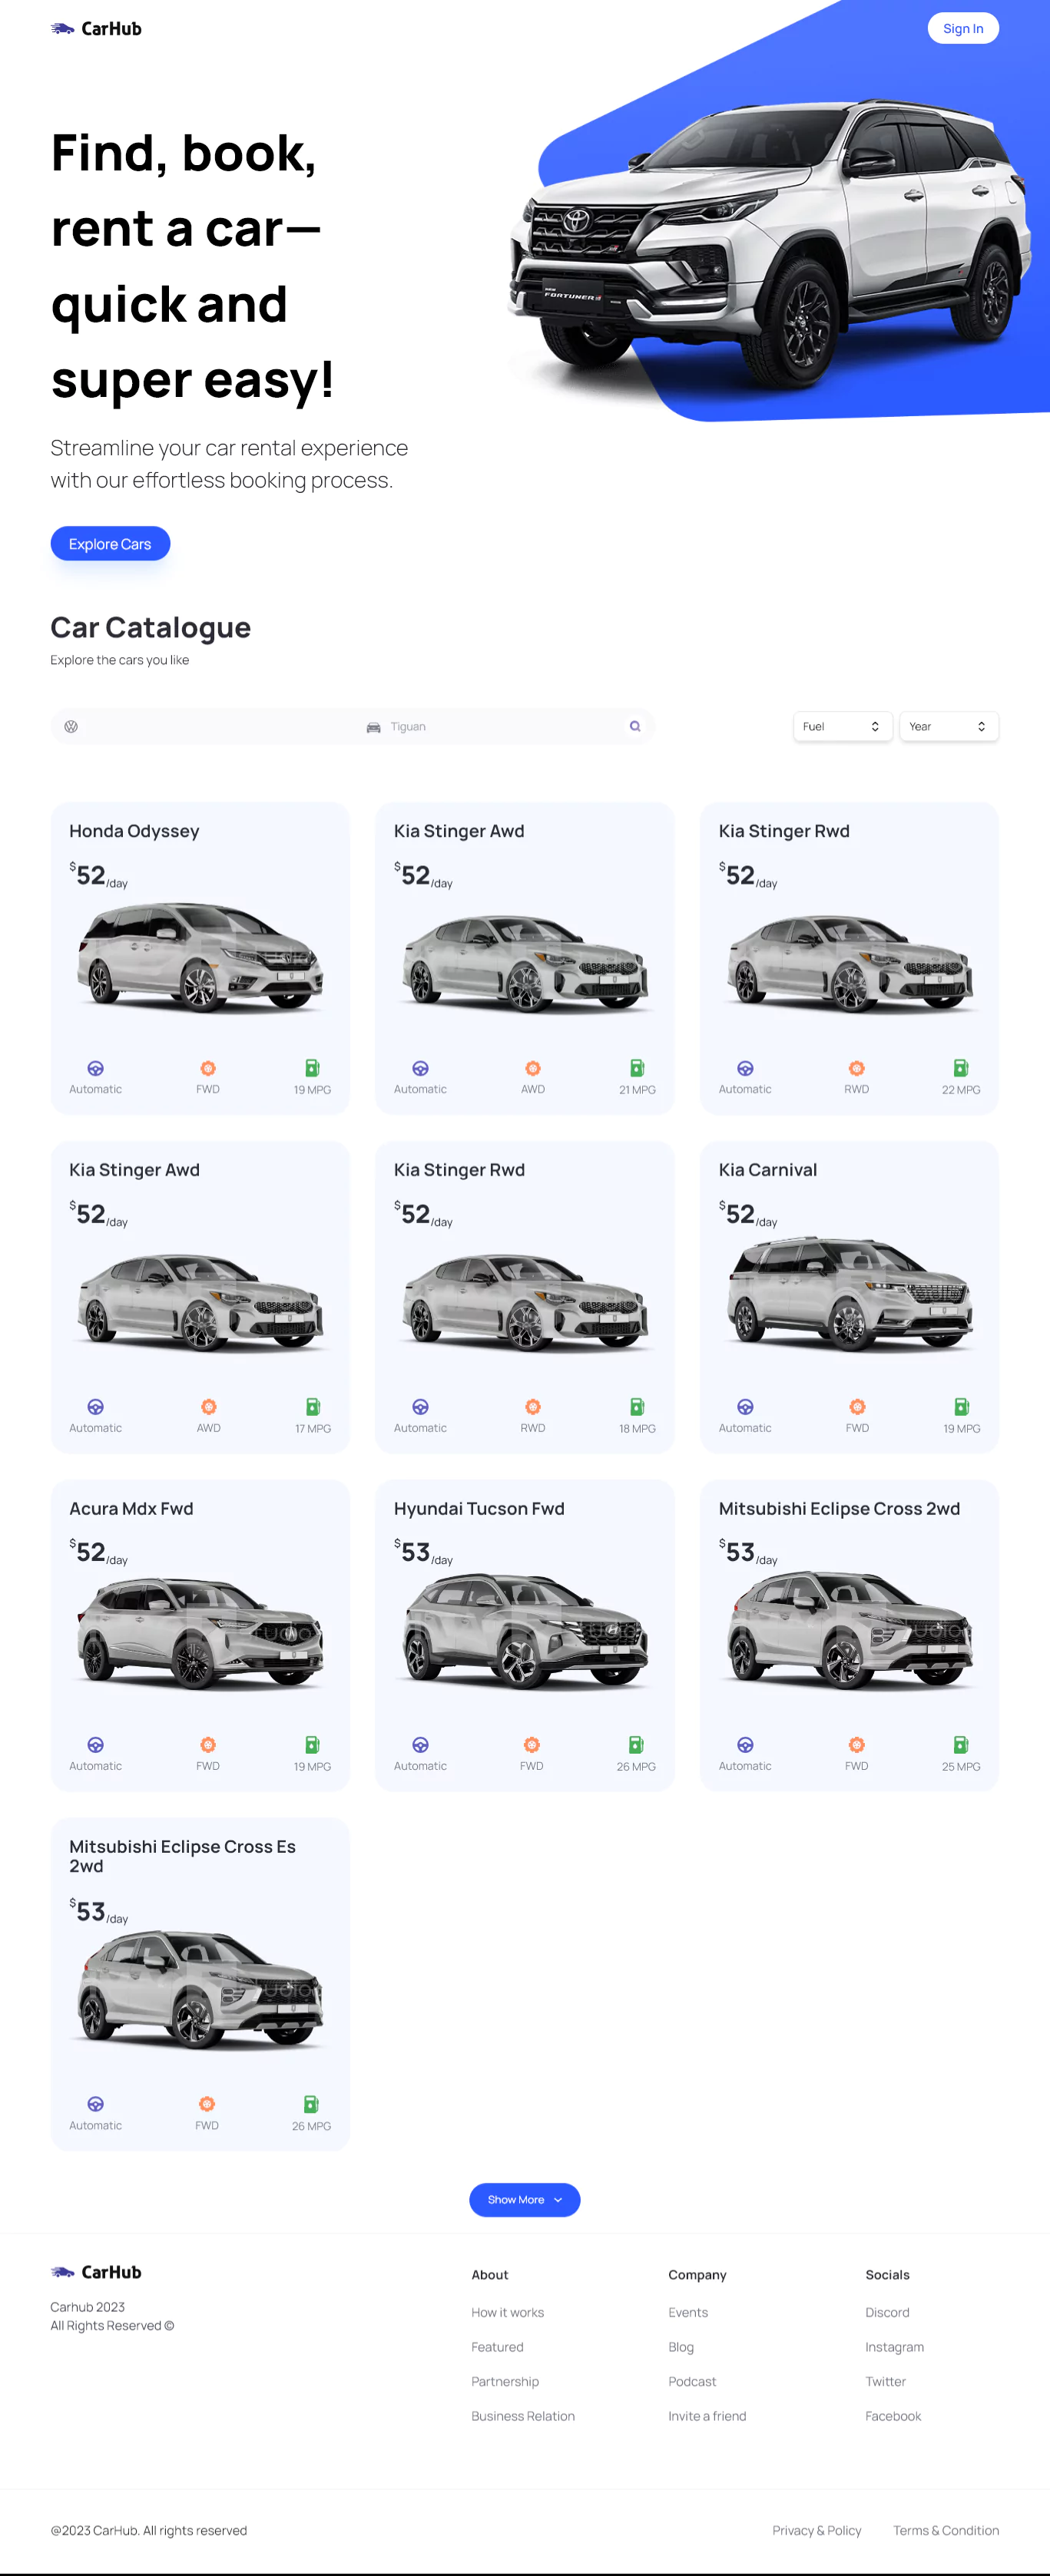 CarHub
Sign In
Find, book,
rent a car—
quick and
super easy!
Streamline your car rental experience
with our effortless booking process.
Explore Cars
FORTUNER
Car Catalogue
Explore the cars you like
Tiguan
Fuel
Year
Honda Odyssey
$52/day
Automatic
FWD
19 MPG
Kia Stinger Awd
$52/day
Automatic
AWD
21 MPG
Kia Stinger Rwd
$52/day
Automatic
RWD
22 MPG
Kia Stinger Awd
$52/day
Automatic
AWD
17 MPG
Kia Stinger Rwd
$52/day
Automatic
RWD
18 MPG
Kia Carnival
$52/day
Automatic
FWD
19 MPG
Acura Mdx Fwd
$52/day
Automatic
FWD
19 MPG
Hyundai Tucson Fwd
$53/day
Automatic
FWD
26 MPG
Mitsubishi Eclipse Cross 2wd
$53/day
Automatic
FWD
25 MPG
Mitsubishi Eclipse Cross Es
2wd
$53/day
Automatic
FWD
26 MPG
Show More
CarHub
Carhub 2023
All Rights Reserved ©
About
How it works
Featured
Partnership
Business Relation
Company
Events
Blog
Podcast
Invite a friend
Socials
Discord
Instagram
Twitter
Facebook
@2023 CarHub. All rights reserved
Privacy & Policy
Terms & Condition